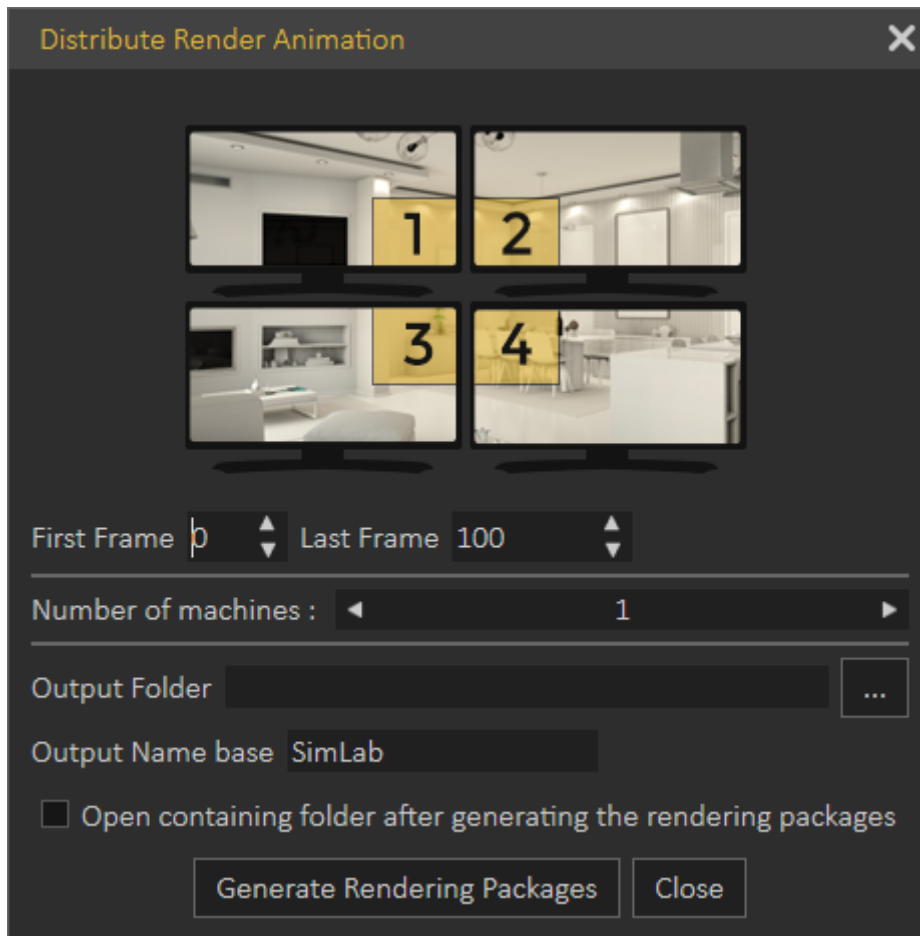 Distribute Render Animation
1 2
3 4
First Frame 0 Last Frame 100
Number of machines : 1
Output Folder ...
Output Name base SimLab
Open containing folder after generating the rendering packages
Generate Rendering Packages Close